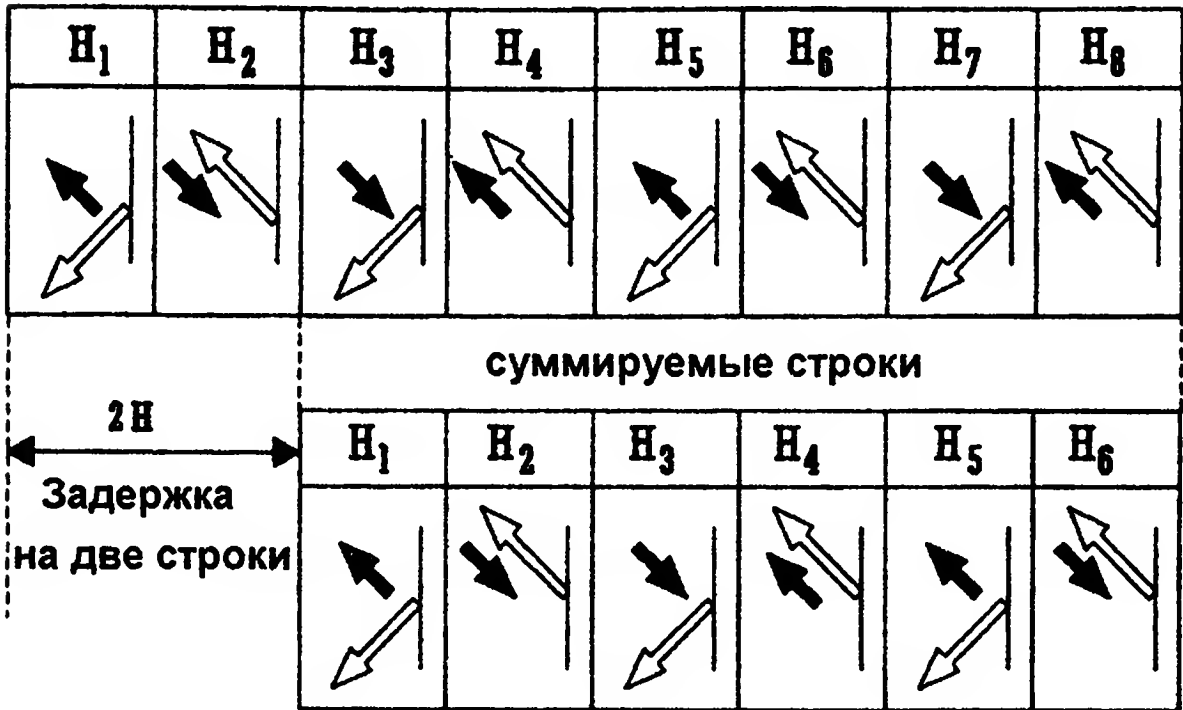 H₁ H₂ H₃ H₄ H₅ H₆ H₇ H₈
суммируемые строки
2H
H₁ H₂ H₃ H₄ H₅ H₆
Задержка
на две строки